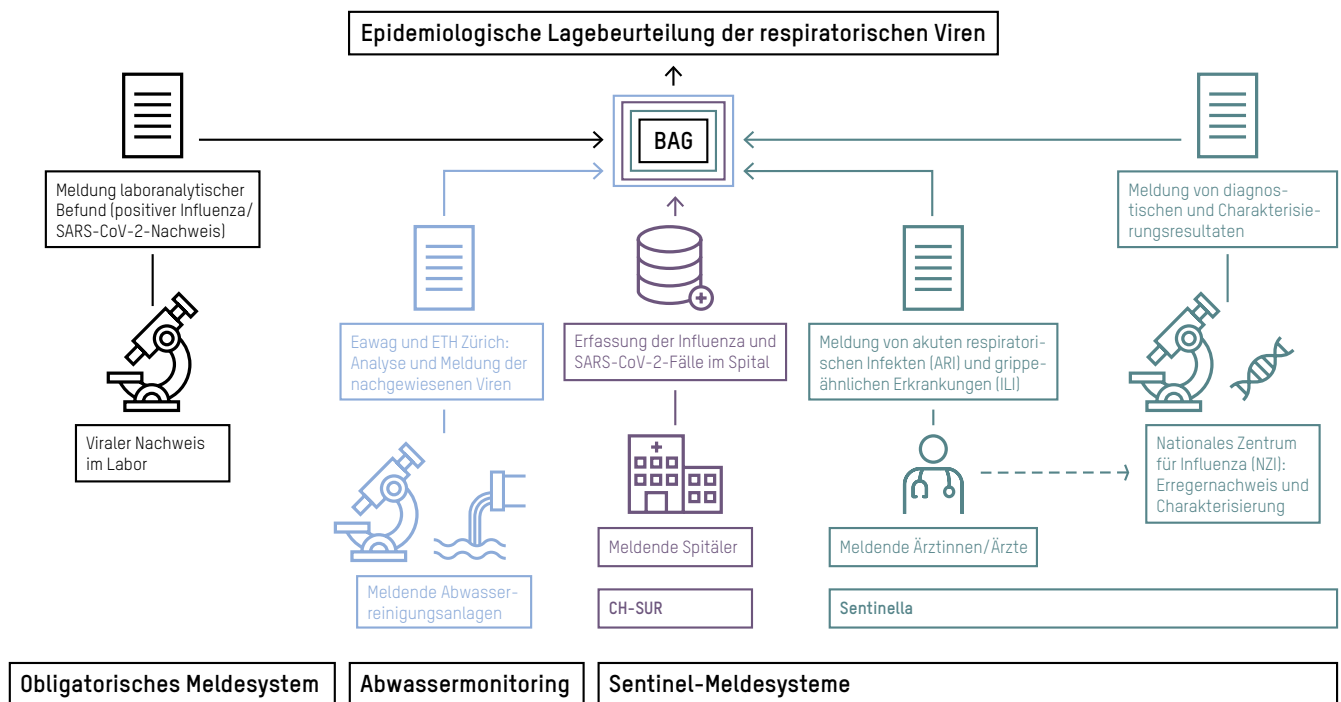 Epidemiologische Lagebeurteilung der respiratorischen Viren
BAG
Meldung laboranalytischer
Befund (positiver Influenza/
SARS-CoV-2-Nachweis)
Viraler Nachweis
im Labor
Eawag und ETH Zürich:
Analyse und Meldung der
nachgewiesenen Viren
Meldende Abwasser-
reinigungsanlagen
Erfassung der Influenza und
SARS-CoV-2-Fälle im Spital
Meldende Spitäler
CH-SUR
Meldung von akuten respiratori-
schen Infekten (ARI) und grippe-
ähnlichen Erkrankungen (ILI)
Meldende Ärztinnen/Ärzte
Meldung von diagnos-
tischen und Charakterisie-
rungsresultaten
Nationales Zentrum
für Influenza (NZI):
Erregernachweis und
Charakterisierung
Sentinella
Obligatorisches Meldesystem
Abwassermonitoring
Sentinel-Meldesysteme